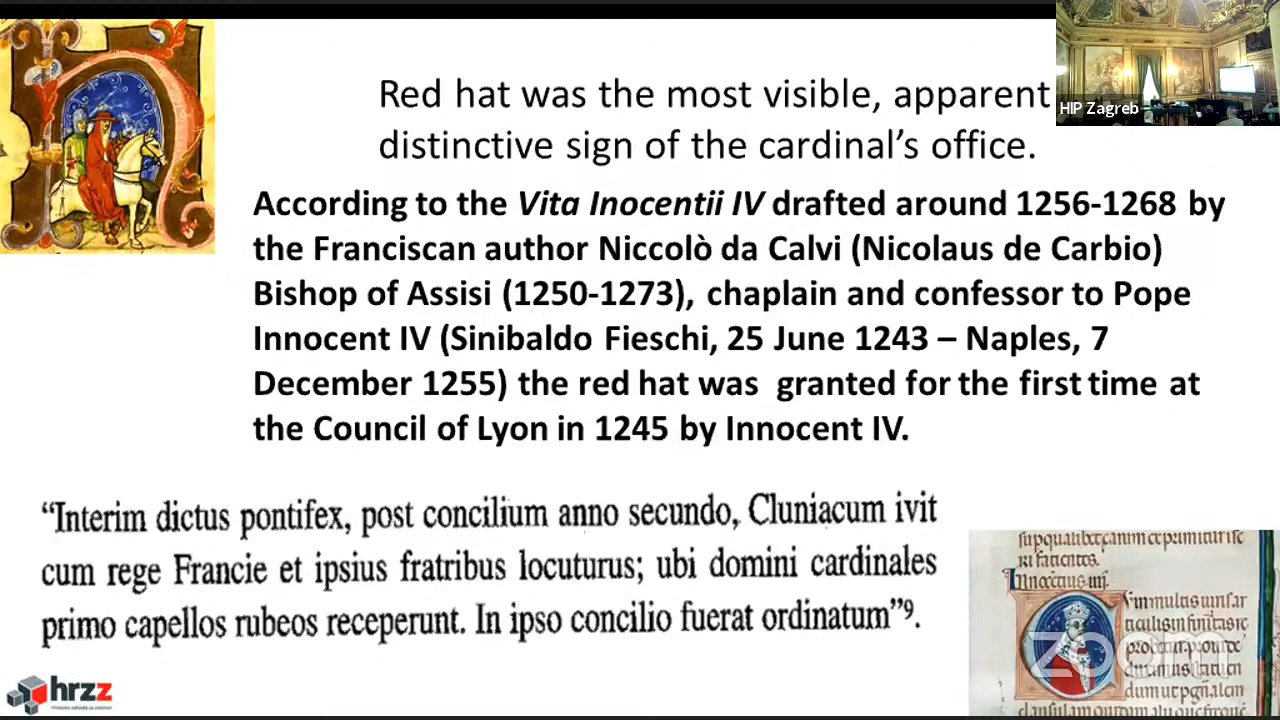 Red hat was the most visible, apparent
distinctive sign of the cardinal’s office.
HIP Zagreb
According to the Vita Inocentii IV drafted around 1256-1268 by
the Franciscan author Niccolò da Calvi (Nicolaus de Carbio)
Bishop of Assisi (1250-1273), chaplain and confessor to Pope
Innocent IV (Sinibaldo Fieschi, 25 June 1243 – Naples, 7
December 1255) the red hat was granted for the first time at
the Council of Lyon in 1245 by Innocent IV.
“Interim dictus pontifex, post concilium anno secundo, Cluniacum ivit
cum rege Francie et ipsius fratribus locuturus; ubi domini cardinales
primo capellos rubeos receperunt. In ipso concilio fuerat ordinatum”⁹.
hrzz
zoom